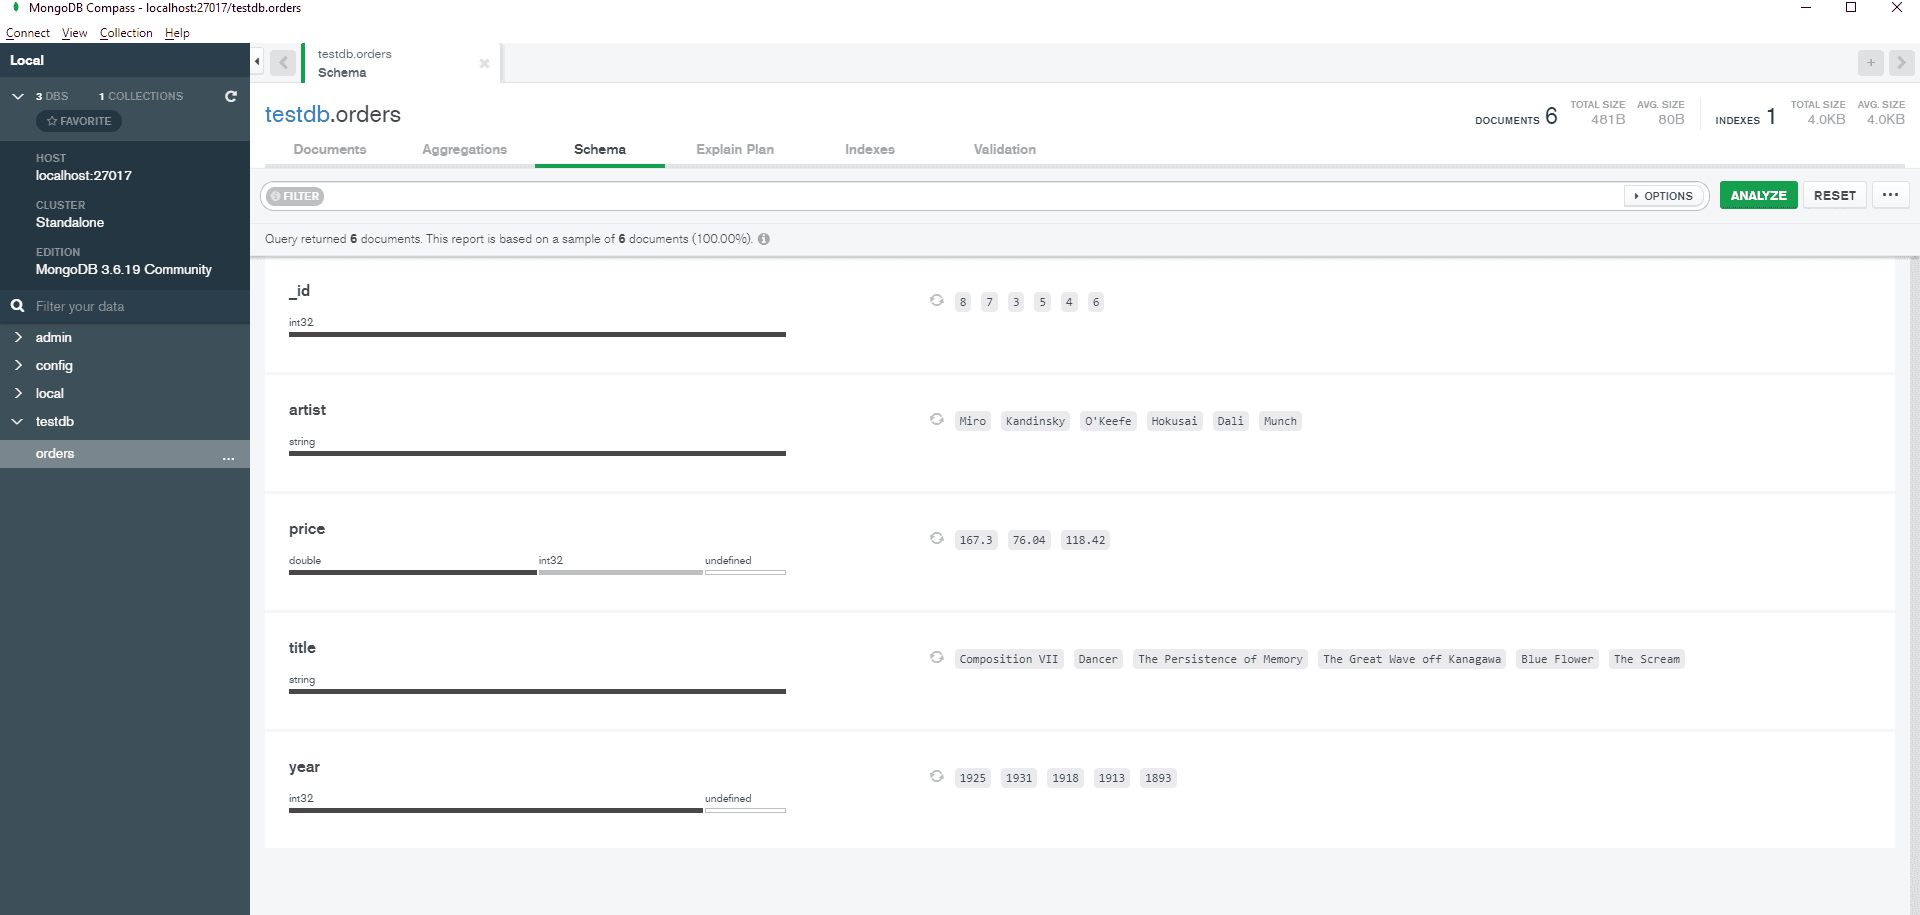 MongoDB Compass - localhost:27017/testdb.orders
Connect View Collection Help
Local
3 DBS 1 COLLECTIONS
FAVORITE
HOST
localhost:27017
CLUSTER
Standalone
EDITION
MongoDB 3.6.19 Community
Filter your data
admin
config
local
testdb
orders ...
testdb.orders
Schema
testdb.orders
DOCUMENTS 6 TOTAL SIZE 481B AVG. SIZE 80B INDEXES 1 TOTAL SIZE 4.0KB AVG. SIZE 4.0KB
Documents Aggregations Schema Explain Plan Indexes Validation
FILTER OPTIONS ANALYZE RESET ...
Query returned 6 documents. This report is based on a sample of 6 documents (100.00%).
_id
int32
8 7 3 5 4 6
artist
string
Miro Kandinsky O'Keefe Hokusai Dali Munch
price
double int32 undefined
167.3 76.04 118.42
title
string
Composition VII Dancer The Persistence of Memory The Great Wave off Kanagawa Blue Flower The Scream
year
int32 undefined
1925 1931 1918 1913 1893